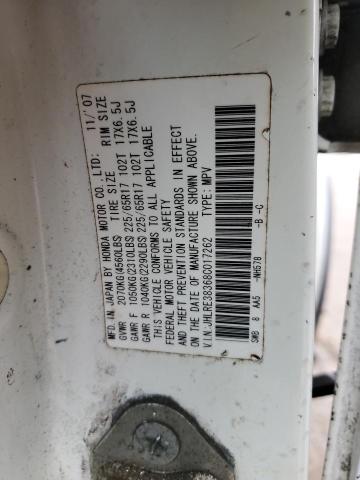 MFD. IN JAPAN BY HONDA MOTOR CO., LTD. 11/'07
TIRE SIZE RIM SIZE
GVWR 2070KG(4560LBS)
GAWR F 1050KG(2310LBS) 225/65R17 102T 17X6.5J
GAWR R 1040KG(2290LBS) 225/65R17 102T 17X6.5J
THIS VEHICLE CONFORMS TO ALL APPLICABLE
FEDERAL MOTOR VEHICLE SAFETY
AND THEFT PREVENTION STANDARDS IN EFFECT
ON THE DATE OF MANUFACTURE SHOWN ABOVE.
V.I.N.:JHLRE38368C017262 TYPE:MPV
SWB 8 AA5 -NH578 -B -C